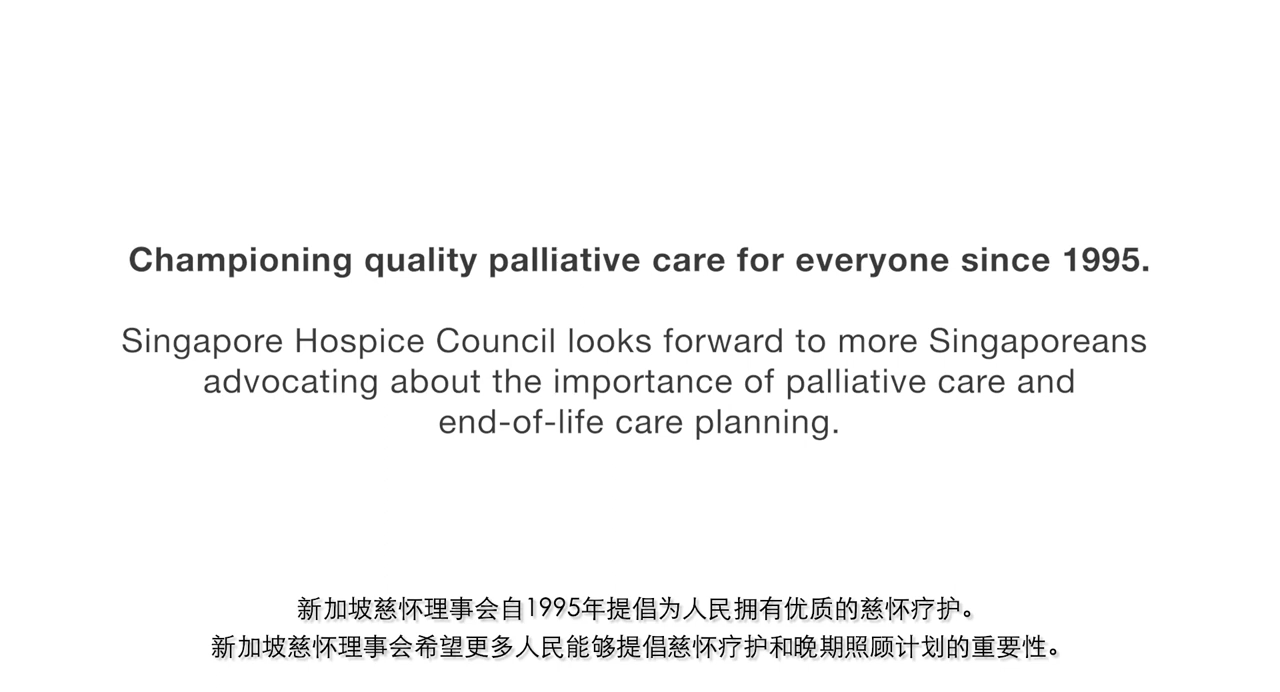 Championing quality palliative care for everyone since 1995.
Singapore Hospice Council looks forward to more Singaporeans
advocating about the importance of palliative care and
end-of-life care planning.
新加坡慈怀理事会自1995年提倡为人民拥有优质的慈怀疗护。
新加坡慈怀理事会希望更多人民能够提倡慈怀疗护和晚期照顾计划的重要性。